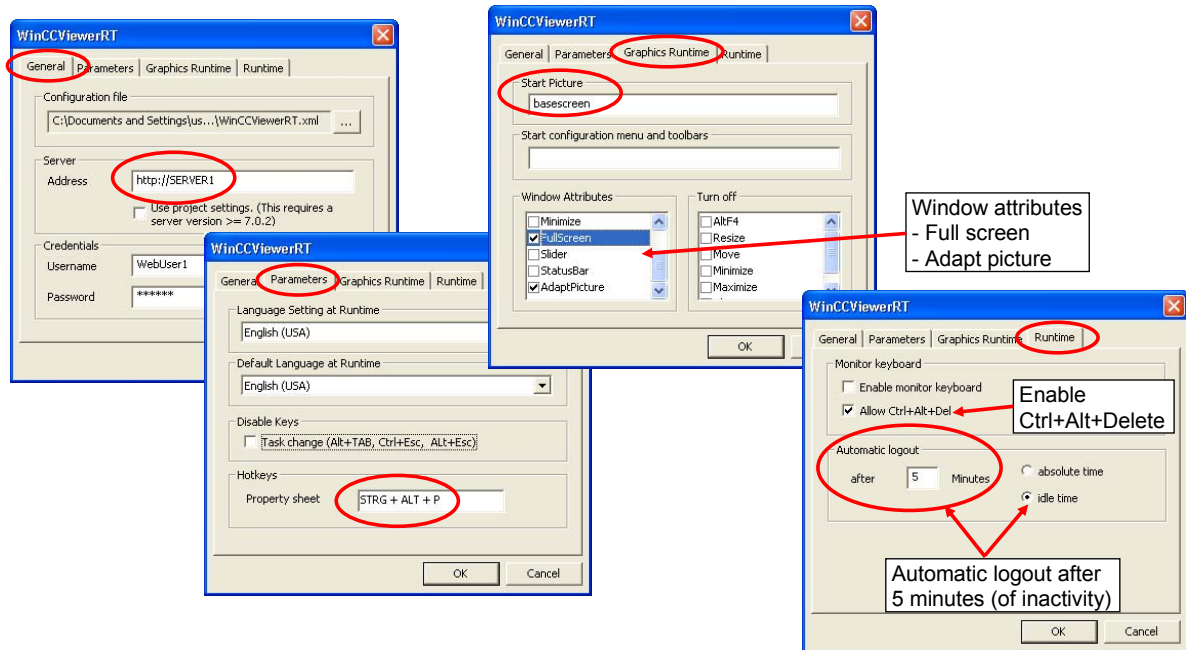 WinCCViewerRT
General Parameters Graphics Runtime Runtime
Configuration file
C:\Documents and Settings\us...\WinCCViewerRT.xml ...
Server
Address http://SERVER1
Use project settings. (This requires a
server version >= 7.0.2)
Credentials
Username WebUser1
Password ******
WinCCViewerRT
General Parameters Graphics Runtime Runtime
Language Setting at Runtime
English (USA)
Default Language at Runtime
English (USA)
Disable Keys
Task change (Alt+TAB, Ctrl+Esc, ALt+Esc)
Hotkeys
Property sheet STRG + ALT + P
OK Cancel
WinCCViewerRT
General Parameters Graphics Runtime Runtime
Start Picture
basescreen
Start configuration menu and toolbars
Window Attributes
Minimize
FullScreen
Slider
StatusBar
AdaptPicture
Turn off
AltF4
Resize
Move
Minimize
Maximize
OK
Window attributes
- Full screen
- Adapt picture
WinCCViewerRT
General Parameters Graphics Runtime Runtime
Monitor keyboard
Enable monitor keyboard
Allow Ctrl+Alt+Del
Enable
Ctrl+Alt+Delete
Automatic logout
after 5 Minutes
absolute time
idle time
Automatic logout after
5 minutes (of inactivity)
OK Cancel